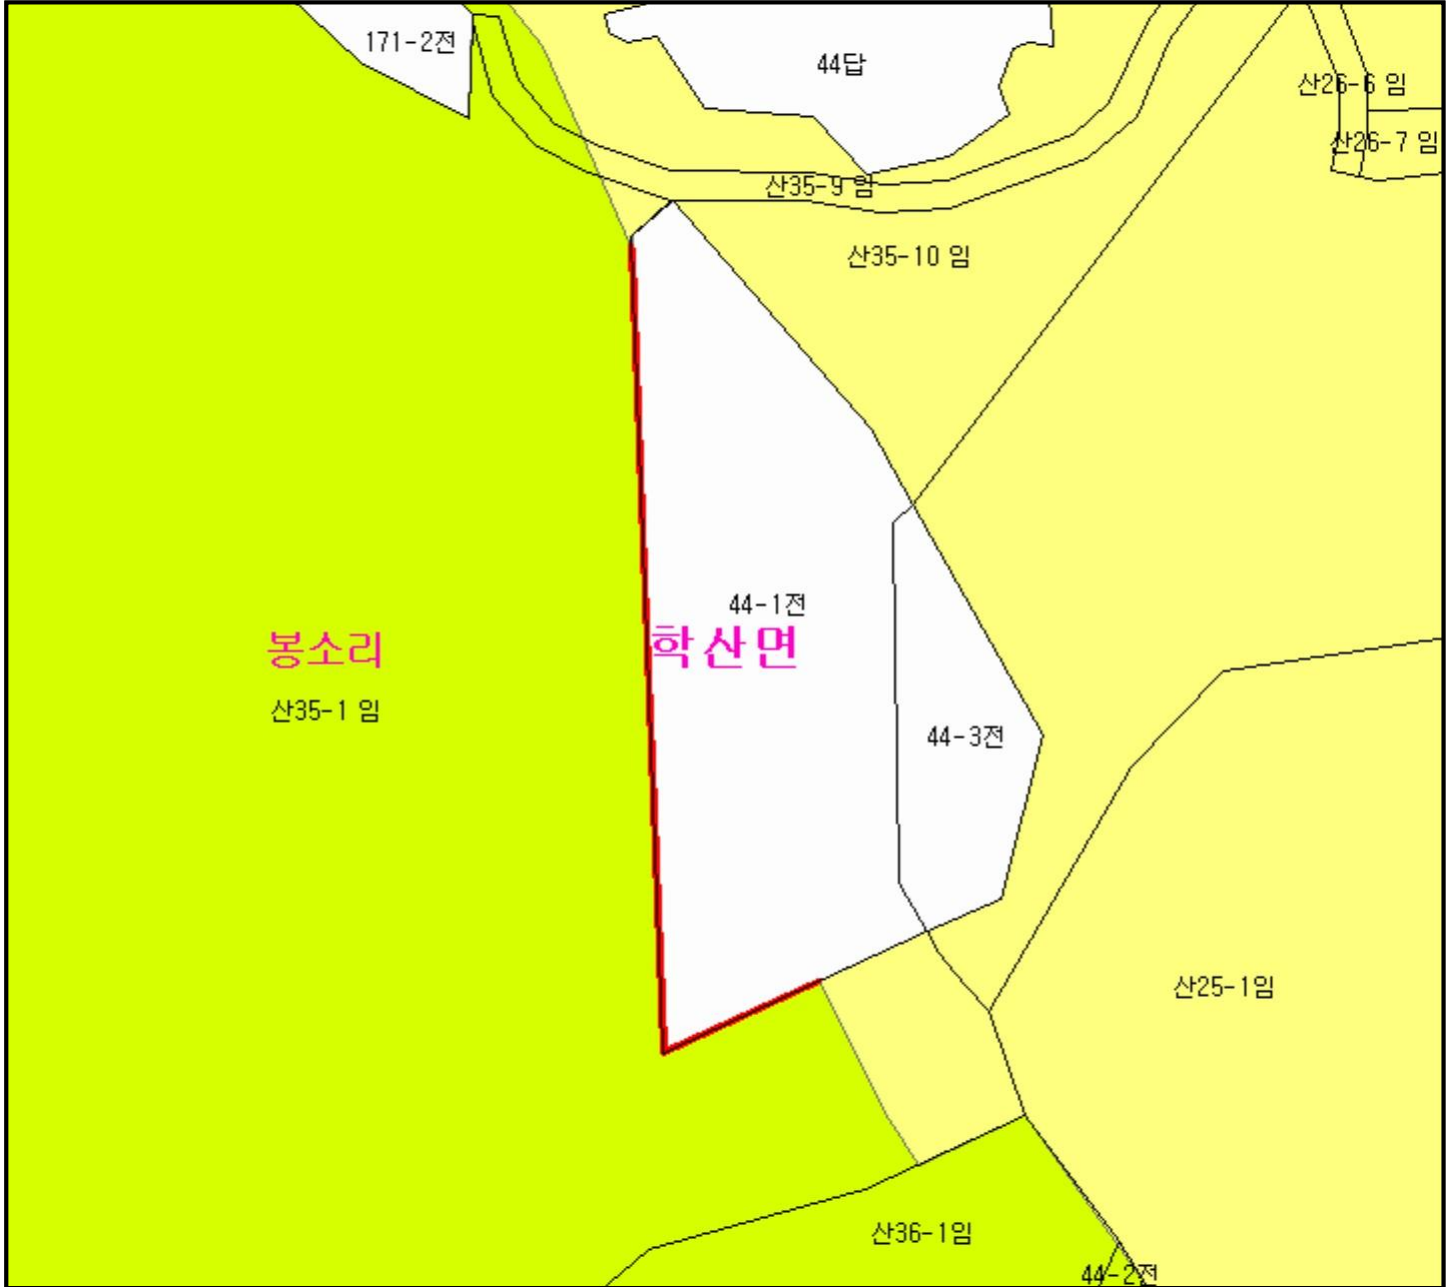 171-2전
44답
산26-6 임
산26-7 임
산35-9 임
산35-10 임
44-1전
봉소리
학산면
산35-1 임
44-3전
산25-1임
산36-1임
44-2전